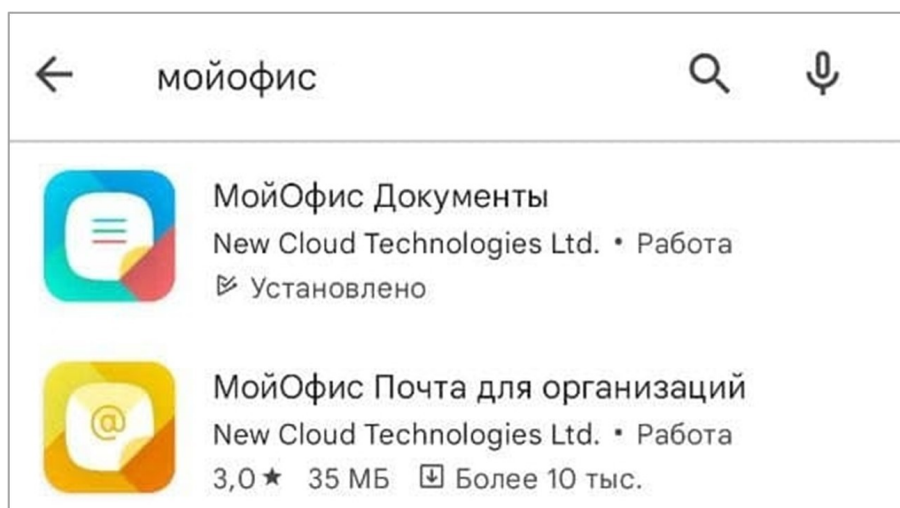 мойофис
МойОфис Документы
New Cloud Technologies Ltd. • Работа
Установлено
@
МойОфис Почта для организаций
New Cloud Technologies Ltd. • Работа
3,0★ 35 МБ Более 10 тыс.